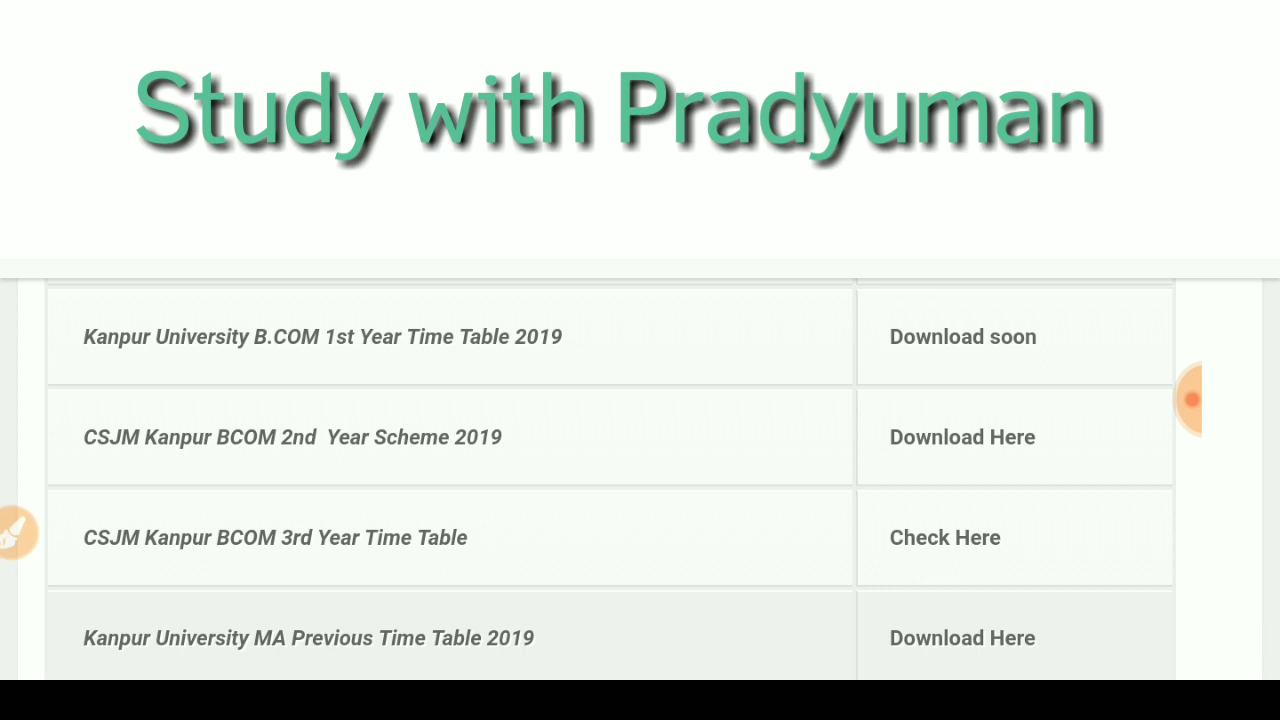 Study with Pradyuman
Kanpur University B.COM 1st Year Time Table 2019 Download soon
CSJM Kanpur BCOM 2nd  Year Scheme 2019 Download Here
CSJM Kanpur BCOM 3rd Year Time Table Check Here
Kanpur University MA Previous Time Table 2019 Download Here